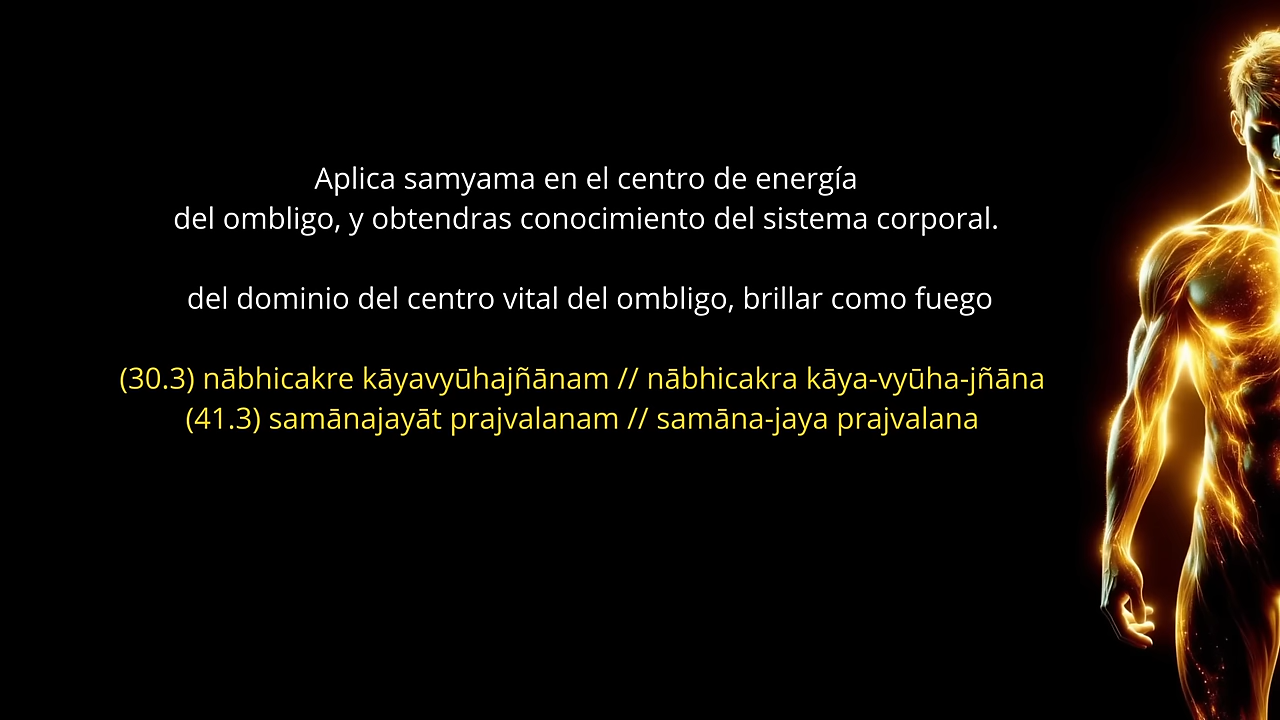 Aplica samyama en el centro de energía
del ombligo, y obtendras conocimiento del sistema corporal.
del dominio del centro vital del ombligo, brillar como fuego
(30.3) nābhicakre kāyavyūhajñānam // nābhicakra kāya-vyūha-jñāna
(41.3) samānajayāt prajvalanam // samāna-jaya prajvalana